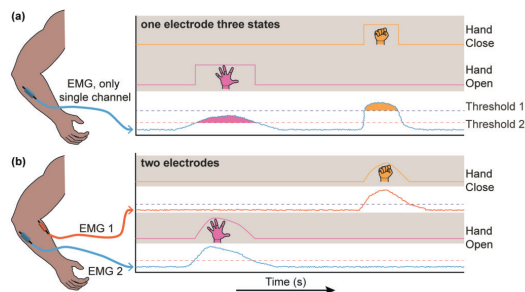 (a)
one electrode three states
Hand
Close
EMG, only
single channel
Hand
Open
Threshold 1
Threshold 2
(b)
two electrodes
Hand
Close
EMG 1
Hand
Open
EMG 2
Time (s)